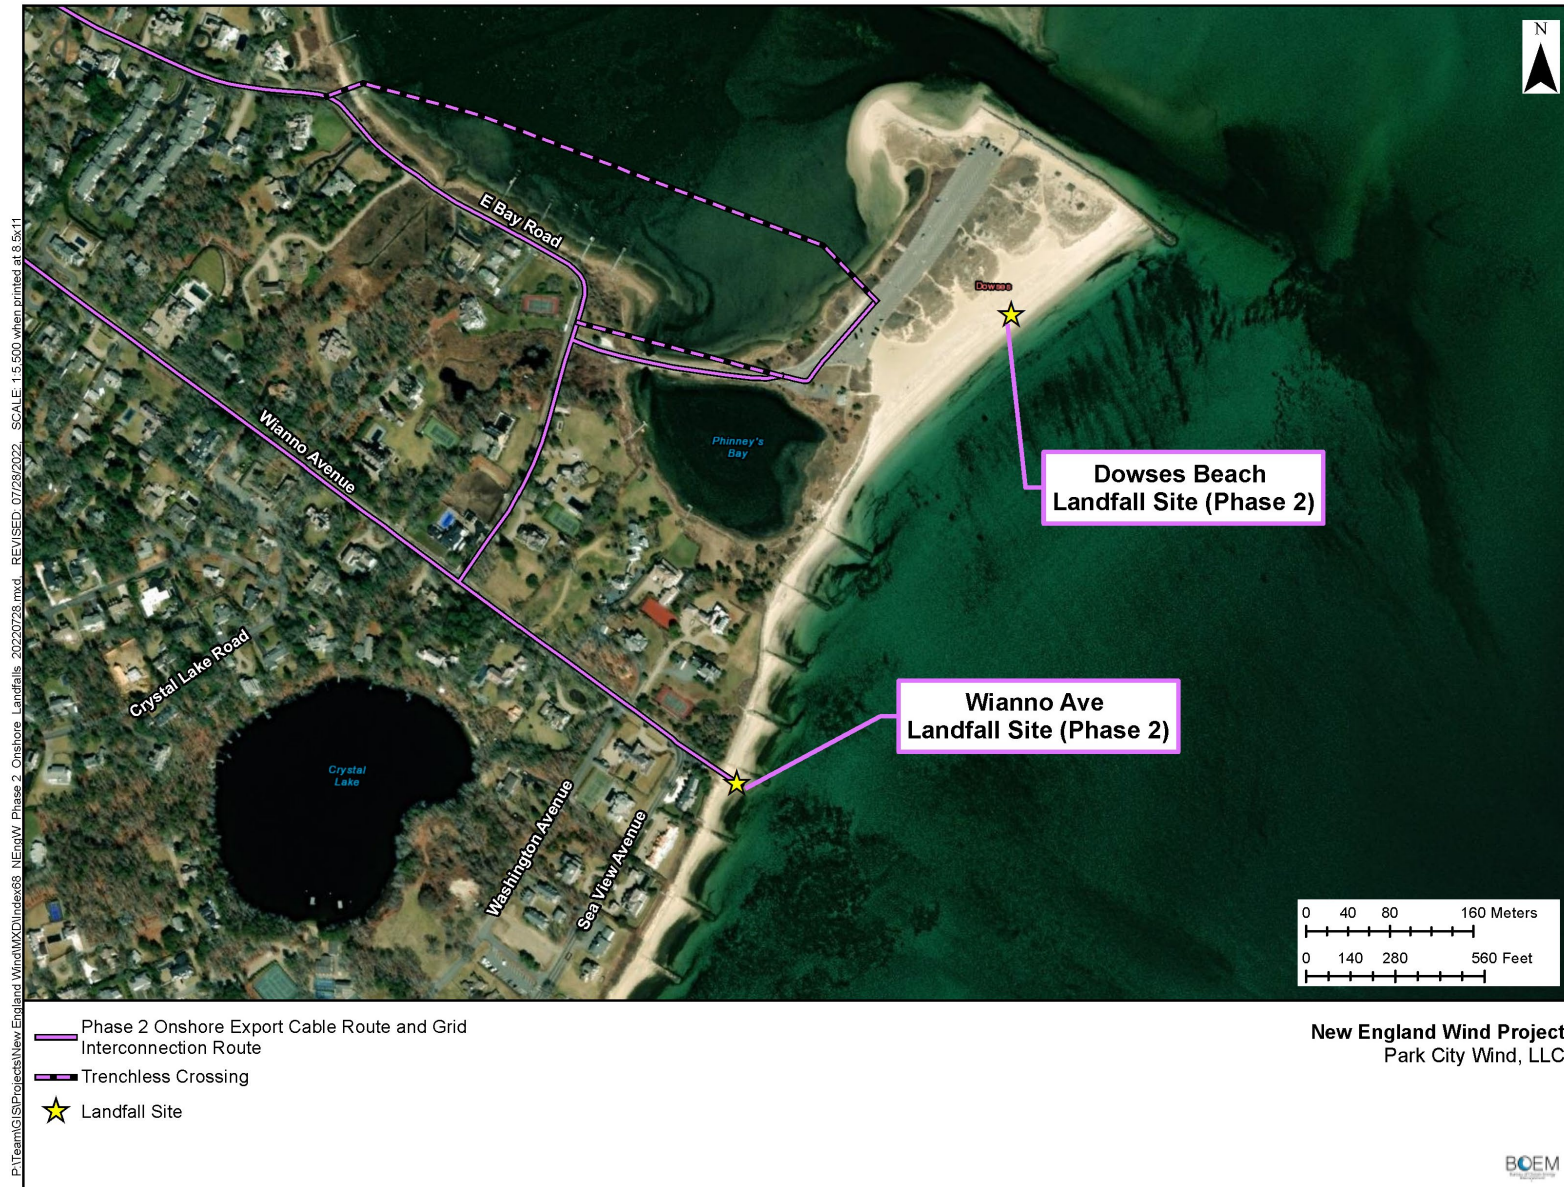 N
E Bay Road
Dowses
Wianno Avenue
Phinney's
Bay
Dowses Beach
Landfall Site (Phase 2)
Crystal Lake Road
Wianno Ave
Landfall Site (Phase 2)
Crystal
Lake
Washington Avenue
Sea View Avenue
0 40 80 160 Meters
0 140 280 560 Feet
P:\Team\GIS\Projects\New England Wind\MXD\Index68_NEngW_Phase_2_Onshore_Landfalls_20220728.mxd, REVISED: 07/28/2022, SCALE: 1:5,500 when printed at 8.5x11
Phase 2 Onshore Export Cable Route and Grid
Interconnection Route
Trenchless Crossing
Landfall Site
New England Wind Project
Park City Wind, LLC
BOEM